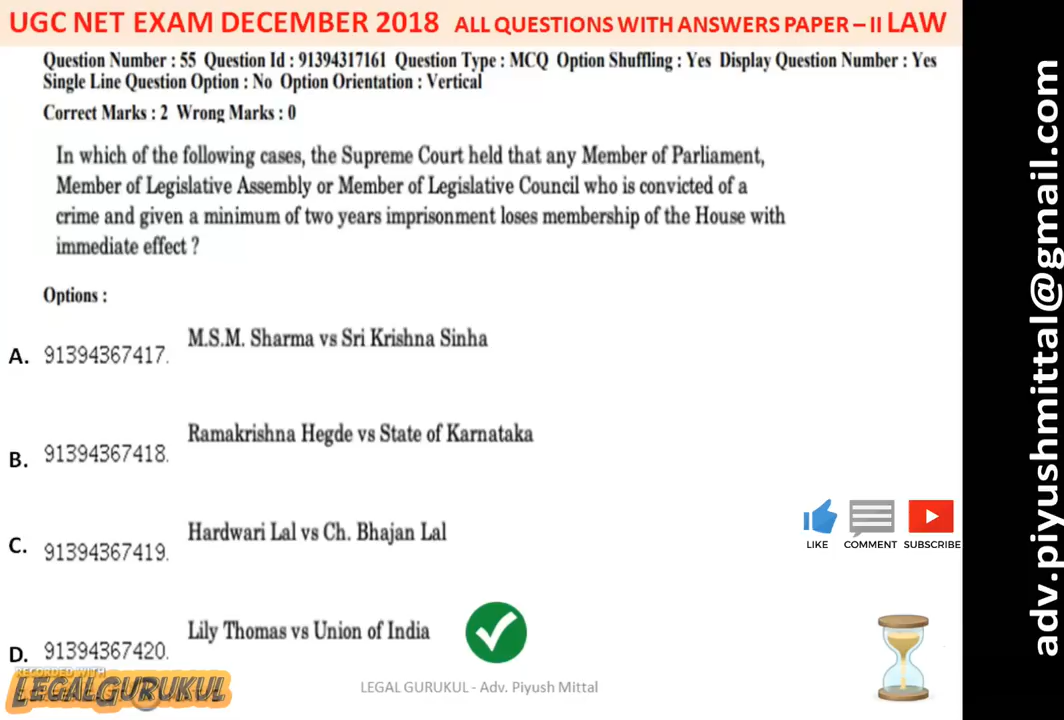 UGC NET EXAM DECEMBER 2018 ALL QUESTIONS WITH ANSWERS PAPER – II LAW
Question Number : 55 Question Id : 91394317161 Question Type : MCQ Option Shuffling : Yes Display Question Number : Yes
Single Line Question Option : No Option Orientation : Vertical
Correct Marks : 2 Wrong Marks : 0
In which of the following cases, the Supreme Court held that any Member of Parliament,
Member of Legislative Assembly or Member of Legislative Council who is convicted of a
crime and given a minimum of two years imprisonment loses membership of the House with
immediate effect ?
Options :
M.S.M. Sharma vs Sri Krishna Sinha
A. 91394367417.
Ramakrishna Hegde vs State of Karnataka
B. 91394367418.
Hardwari Lal vs Ch. Bhajan Lal
C. 91394367419.
LIKE COMMENT SUBSCRIBE
Lily Thomas vs Union of India
D. 91394367420.
RECORDED WITH
LEGALGURUKUL
LEGAL GURUKUL - Adv. Piyush Mittal
adv.piyushmittal@gmail.com